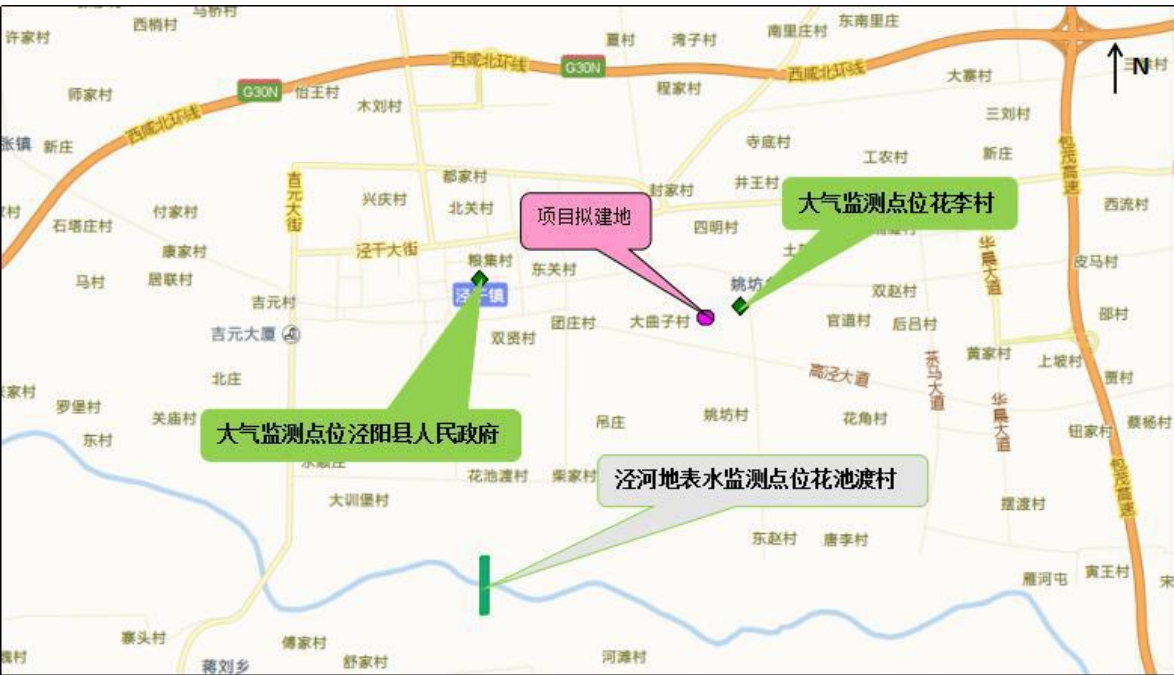 马桥村
西梢村
许家村
夏村
湾子村
南里庄村
东南里庄
西咸北环线
G30N
西咸北环线
N
大寨村
程家村
师家村
G30N
怡王村
木刘村
西咸北环线
三刘村
寺底村
张镇
新庄
工农村
新庄
包茂高速
都家村
封家村
井王村
吉元大街
兴庆村
北关村
项目拟建地
大气监测点位花李村
西流村
付家村
石塔庄村
四明村
泾干大街
康家村
粮集村
东关村
华晨大道
皮马村
马村
居联村
泾干镇
姚坊
双赵村
吉元村
邵村
吉元大厦
双贤村
团庄村
大曲子村
官道村
后吕村
黄家村
上坡村
高泾大道
茶马大道
贾村
北庄
罗堡村
关庙村
大气监测点位泾阳县人民政府
吊庄
姚坊村
花角村
华晨大道
钮家村
蔡杨村
东村
花池渡村
柴家村
泾河地表水监测点位花池渡村
包茂高速
大训堡村
摆渡村
东赵村
唐李村
雁河屯
寅王村
宋
寨头村
傅家村
舒家村
河滩村
蒋刘乡